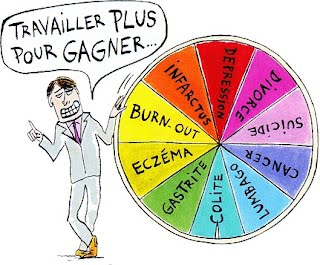 TRAVAILLER PLUS
POUR GAGNER...
DÉPRESSION
DIVORCE
SUICIDE
CANCER
LUMBAGO
COLITE
GASTRITE
ECZÉMA
BURN-OUT
INFARCTUS